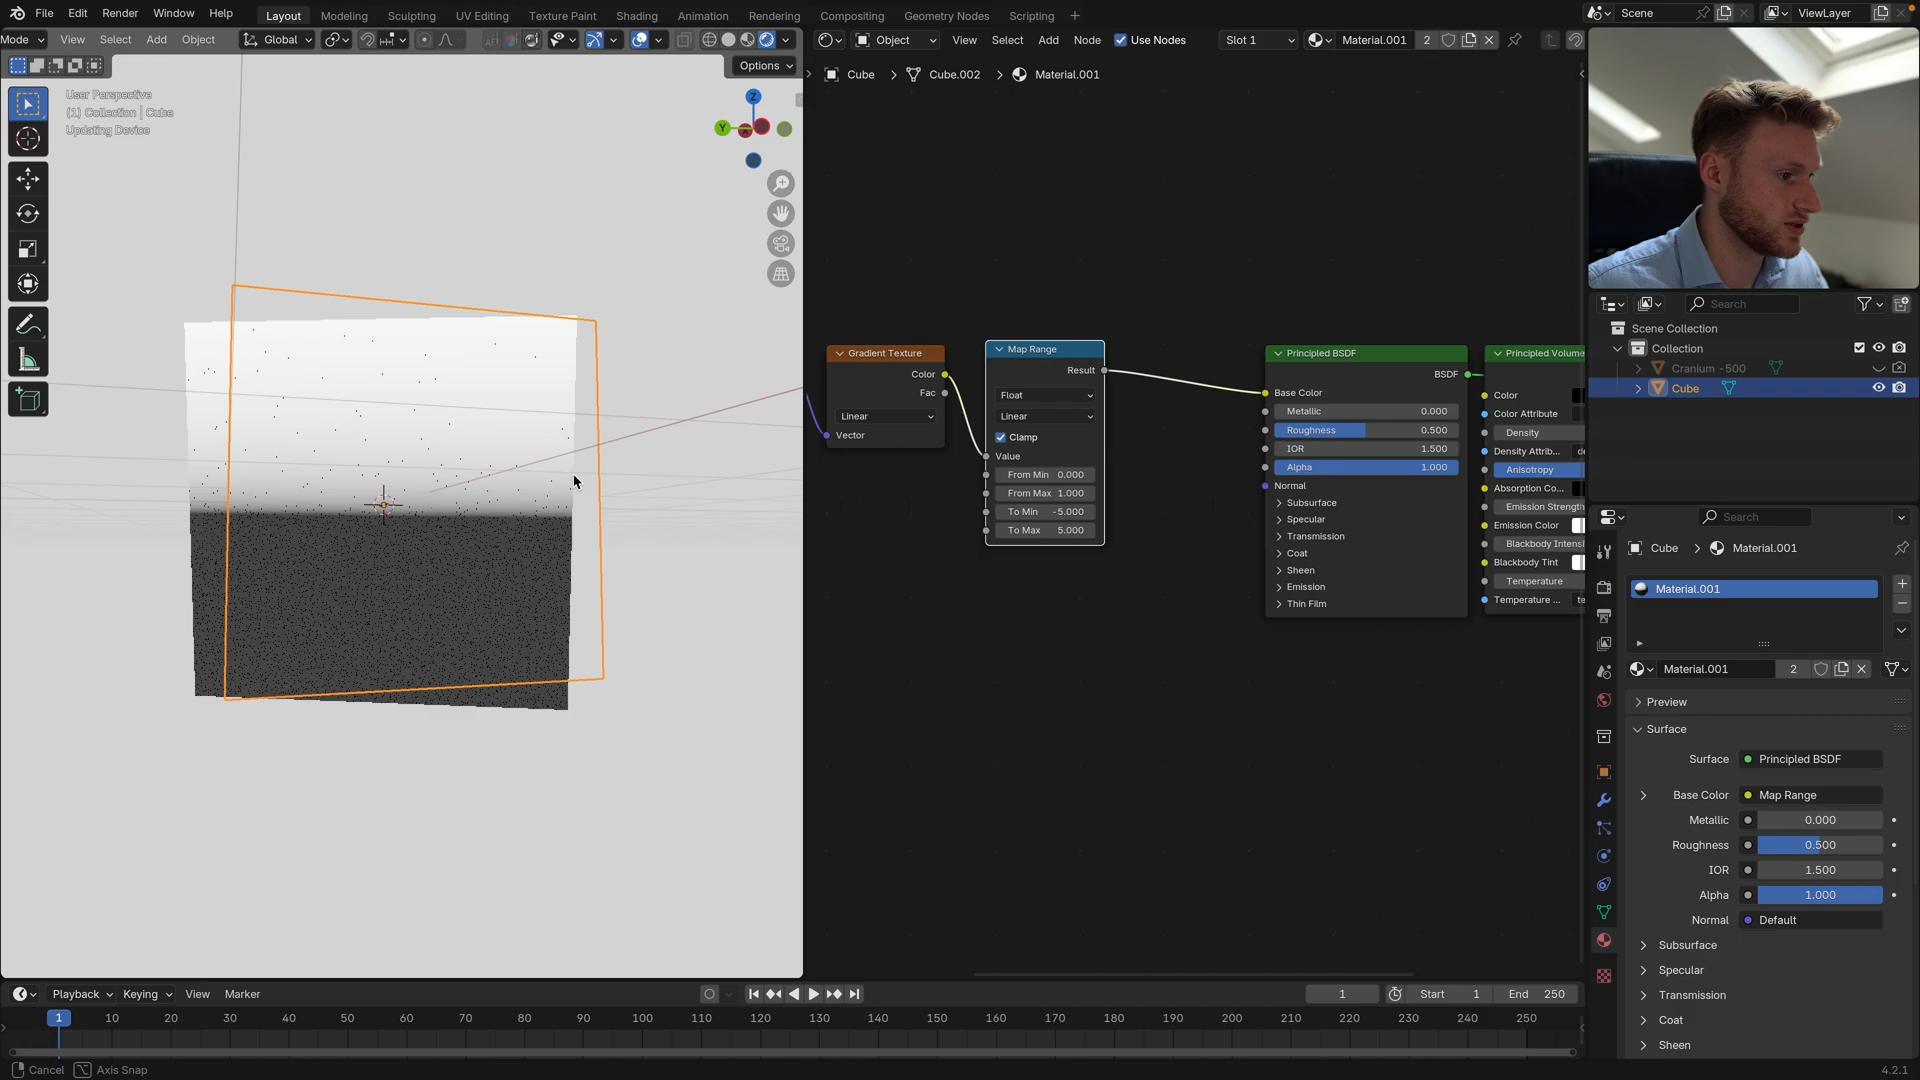 File Edit Render Window Help Layout Modeling Sculpting UV Editing Texture Paint Shading Animation Rendering Compositing Geometry Nodes Scripting Scene ViewLayer
Mode View Select Add Object Global Object View Select Add Node Use Nodes Slot 1 Material.001 2
Options
Cube Cube.002 Material.001
User Perspective
(1) Collection | Cube
Updating Device
Z
Y
X
Gradient Texture
Color
Fac
Linear
Vector
Map Range
Result
Float
Linear
Clamp
Value
From Min 0.000
From Max 1.000
To Min -5.000
To Max 5.000
Principled BSDF
BSDF
Base Color
Metallic 0.000
Roughness 0.500
IOR 1.500
Alpha 1.000
Normal
Subsurface
Specular
Transmission
Coat
Sheen
Emission
Thin Film
Principled Volume
Color
Color Attribute
Density
Density Attrib... de
Anisotropy
Absorption Co...
Emission Strength
Emission Color
Blackbody Intensi
Blackbody Tint
Temperature
Temperature ... te
Search
Scene Collection
Collection
Cranium -500
Cube
Search
Cube Material.001
Material.001
Material.001 2
Preview
Surface
Surface Principled BSDF
Base Color Map Range
Metallic 0.000
Roughness 0.500
IOR 1.500
Alpha 1.000
Normal Default
Subsurface
Specular
Transmission
Coat
Sheen
Playback Keying View Marker 1 Start 1 End 250
1 10 20 30 40 50 60 70 80 90 100 110 120 130 140 150 160 170 180 190 200 210 220 230 240 250
Cancel Axis Snap 4.2.1